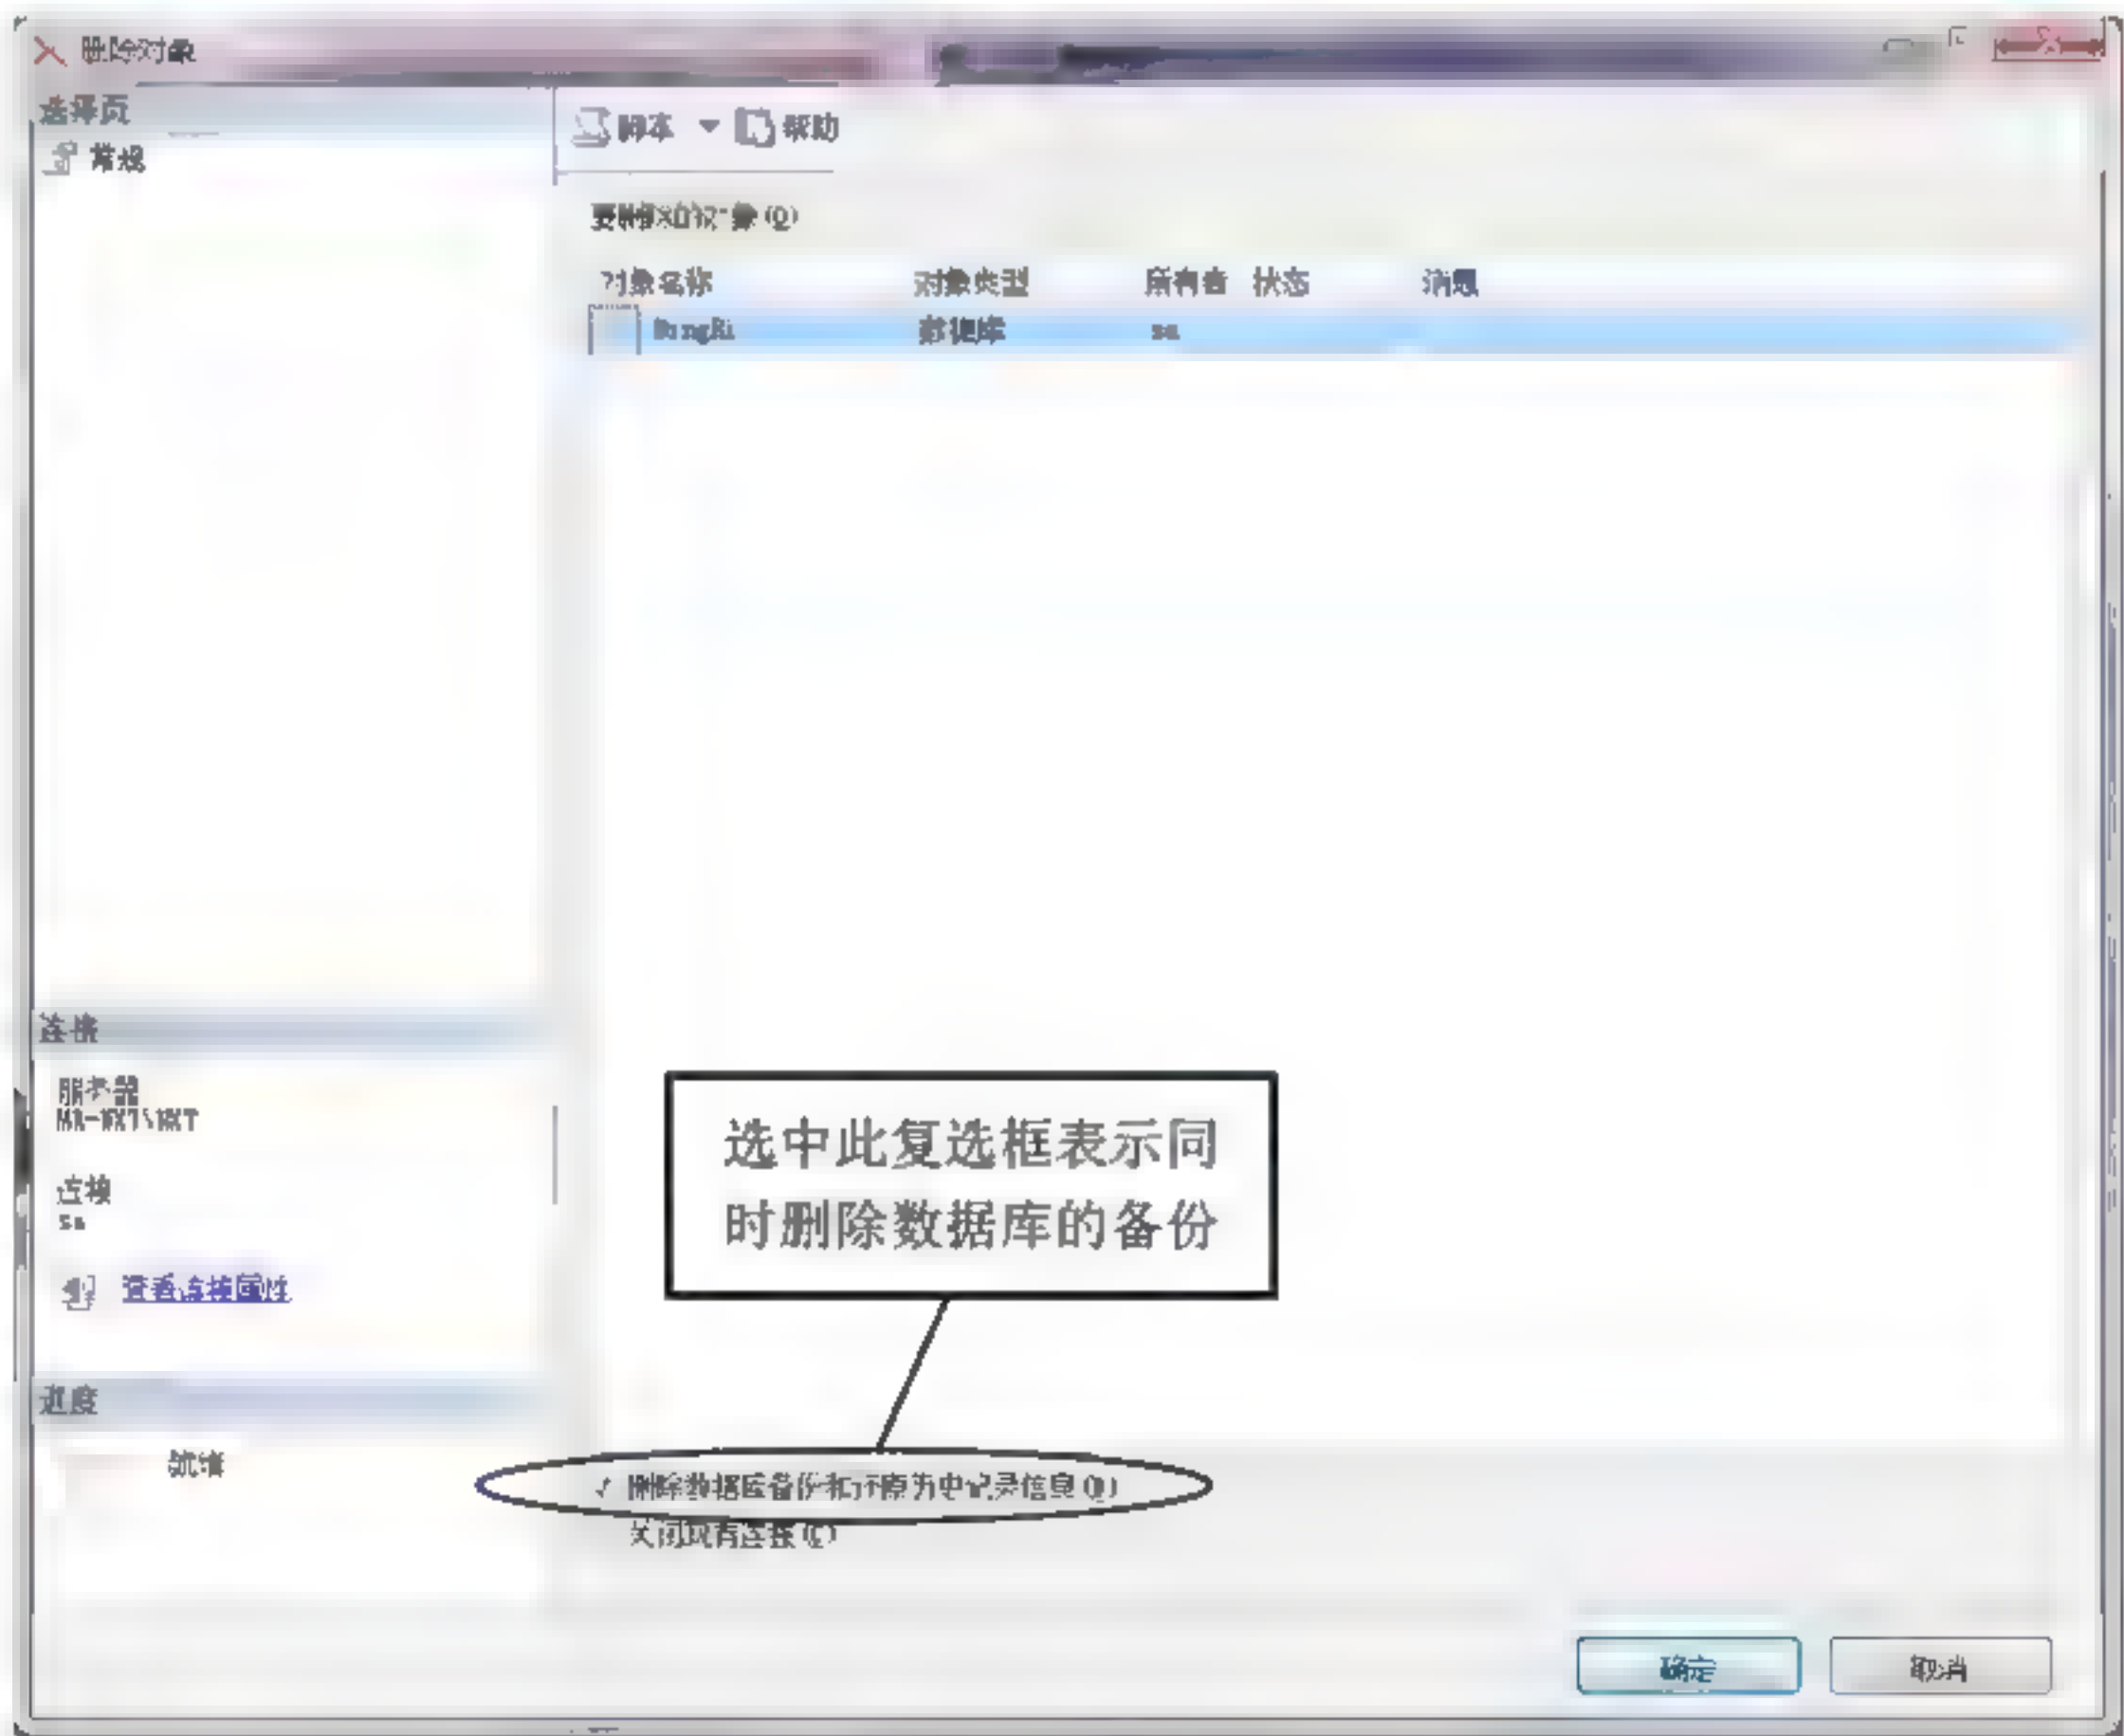 删除对象
选择页
常规
脚本 帮助
要删除的对象(Q)
对象名称 对象类型 所有者 状态 消息
数据库 sa
连接
服务器
连接
sa
查看连接属性
进度
就绪
选中此复选框表示同
时删除数据库的备份
删除数据库备份和还原历史记录信息
关闭现有连接(C)
确定 取消